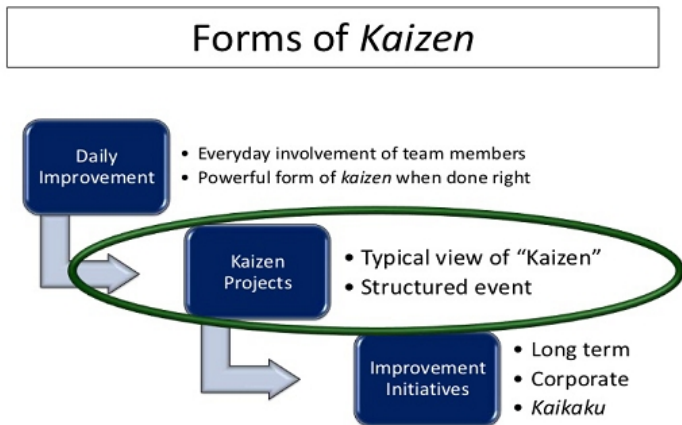 Forms of Kaizen
Daily
Improvement
• Everyday involvement of team members
• Powerful form of kaizen when done right
Kaizen
Projects
• Typical view of “Kaizen”
• Structured event
Improvement
Initiatives
• Long term
• Corporate
• Kaikaku